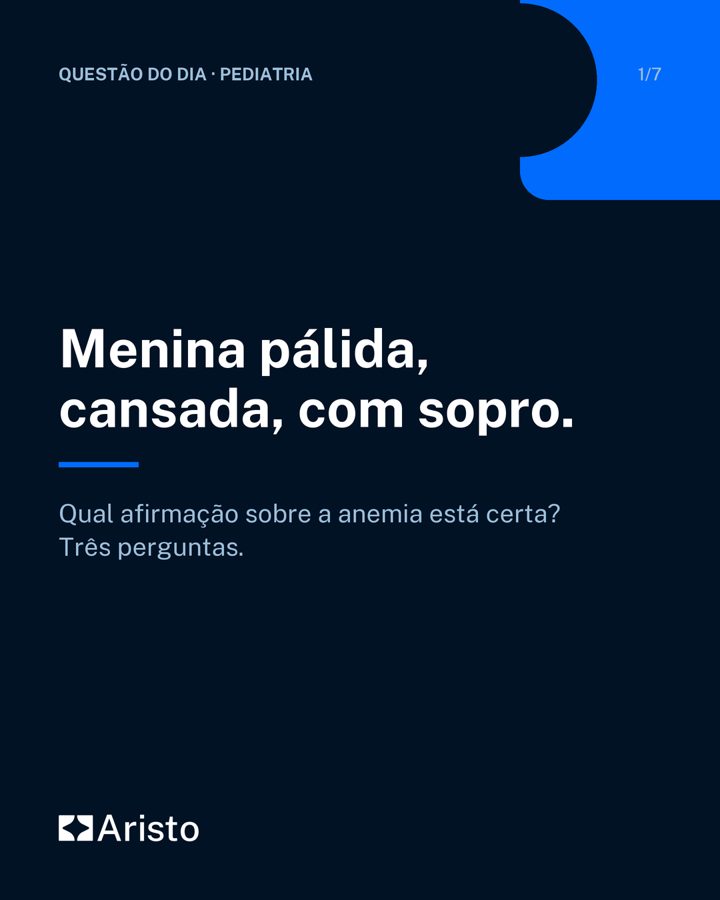 QUESTÃO DO DIA · PEDIATRIA
1/7
Menina pálida,
cansada, com sopro.
Qual afirmação sobre a anemia está certa?
Três perguntas.
Aristo